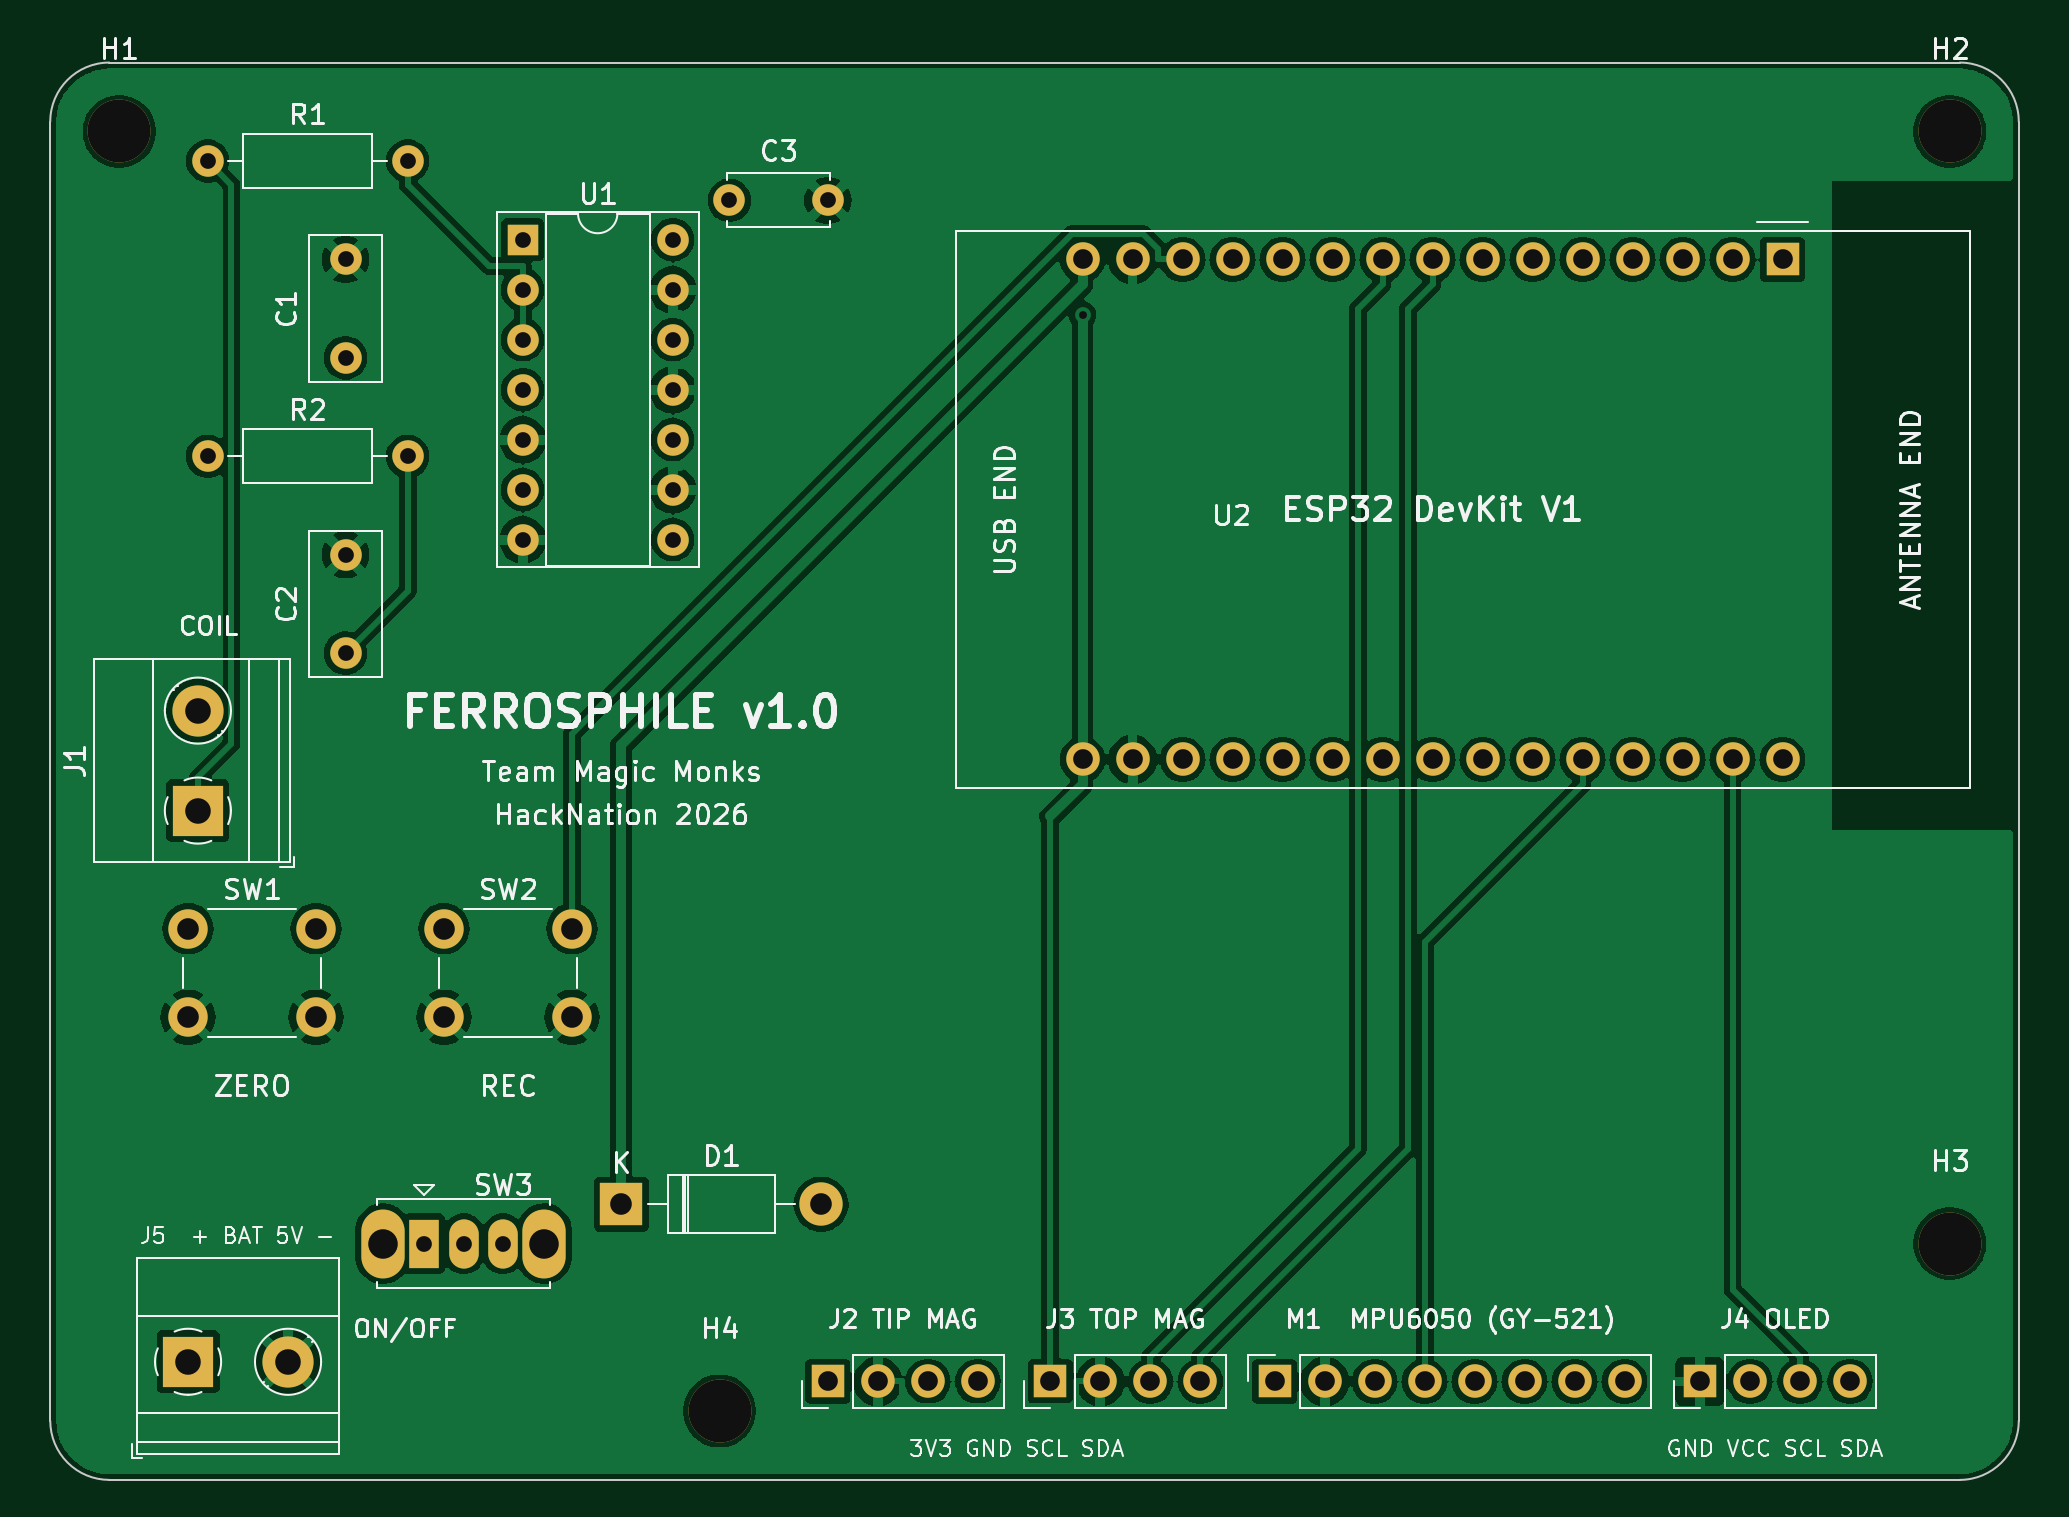 H1
H2
R1
C3
U1
C1
R2
USB END
U2
ESP32 DevKit V1
ANTENNA END
C2
COIL
J1
FERROSPHILE v1.0
Team Magic Monks
HackNation 2026
SW1
SW2
ZERO
REC
K
D1
H3
SW3
J5 + BAT 5V -
ON/OFF
H4
J2 TIP MAG
J3 TOP MAG
M1 MPU6050 (GY-521)
J4 OLED
3V3 GND SCL SDA
GND VCC SCL SDA